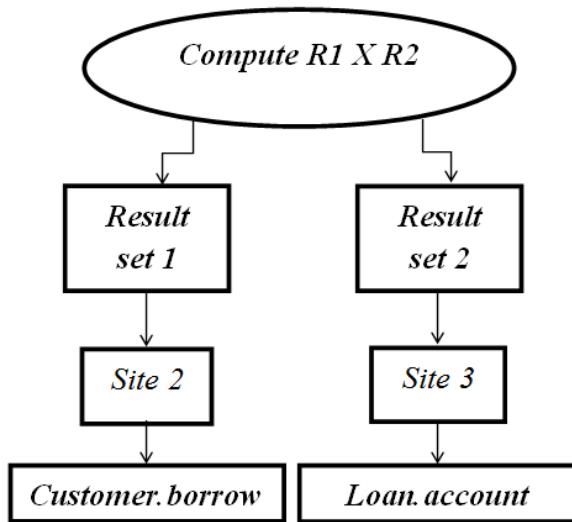 Compute R1 X R2
Result
set 1
Result
set 2
Site 2
Site 3
Customer.borrow
Loan.account